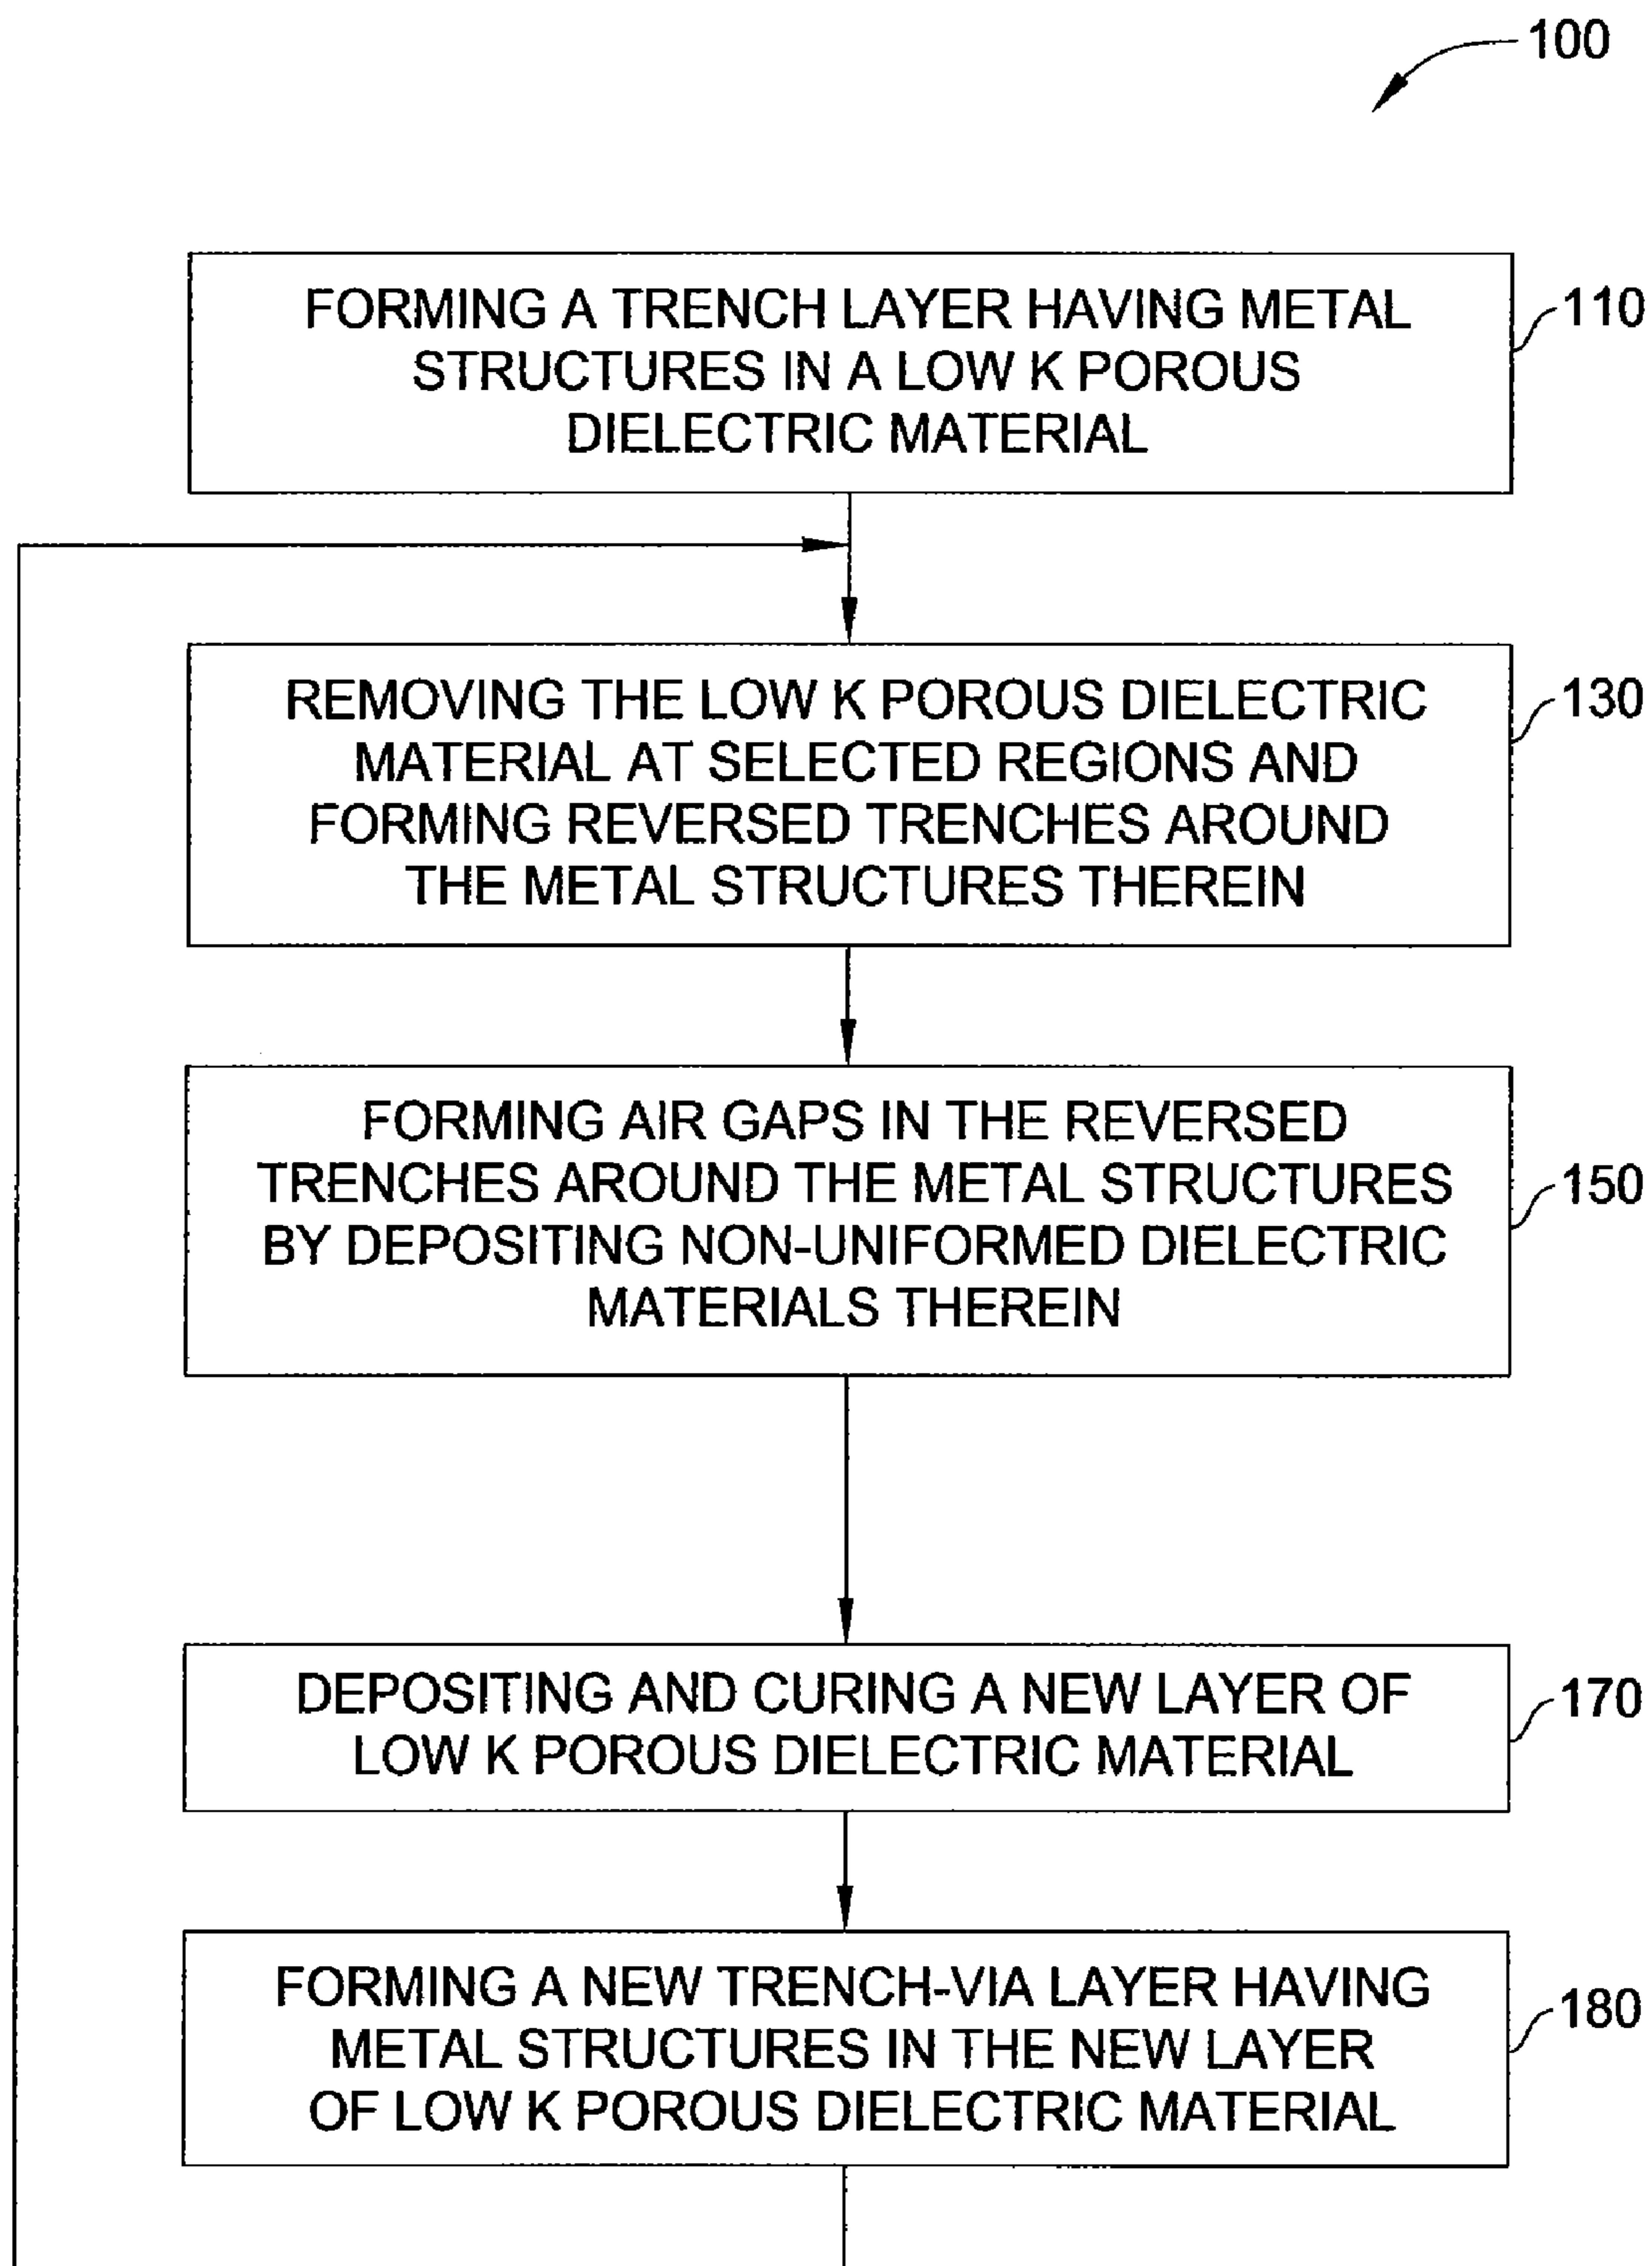 100
FORMING A TRENCH LAYER HAVING METAL
STRUCTURES IN A LOW K POROUS
DIELECTRIC MATERIAL
110
REMOVING THE LOW K POROUS DIELECTRIC
MATERIAL AT SELECTED REGIONS AND
FORMING REVERSED TRENCHES AROUND
THE METAL STRUCTURES THEREIN
130
FORMING AIR GAPS IN THE REVERSED
TRENCHES AROUND THE METAL STRUCTURES
BY DEPOSITING NON-UNIFORMED DIELECTRIC
MATERIALS THEREIN
150
DEPOSITING AND CURING A NEW LAYER OF
LOW K POROUS DIELECTRIC MATERIAL
170
FORMING A NEW TRENCH-VIA LAYER HAVING
METAL STRUCTURES IN THE NEW LAYER
OF LOW K POROUS DIELECTRIC MATERIAL
180